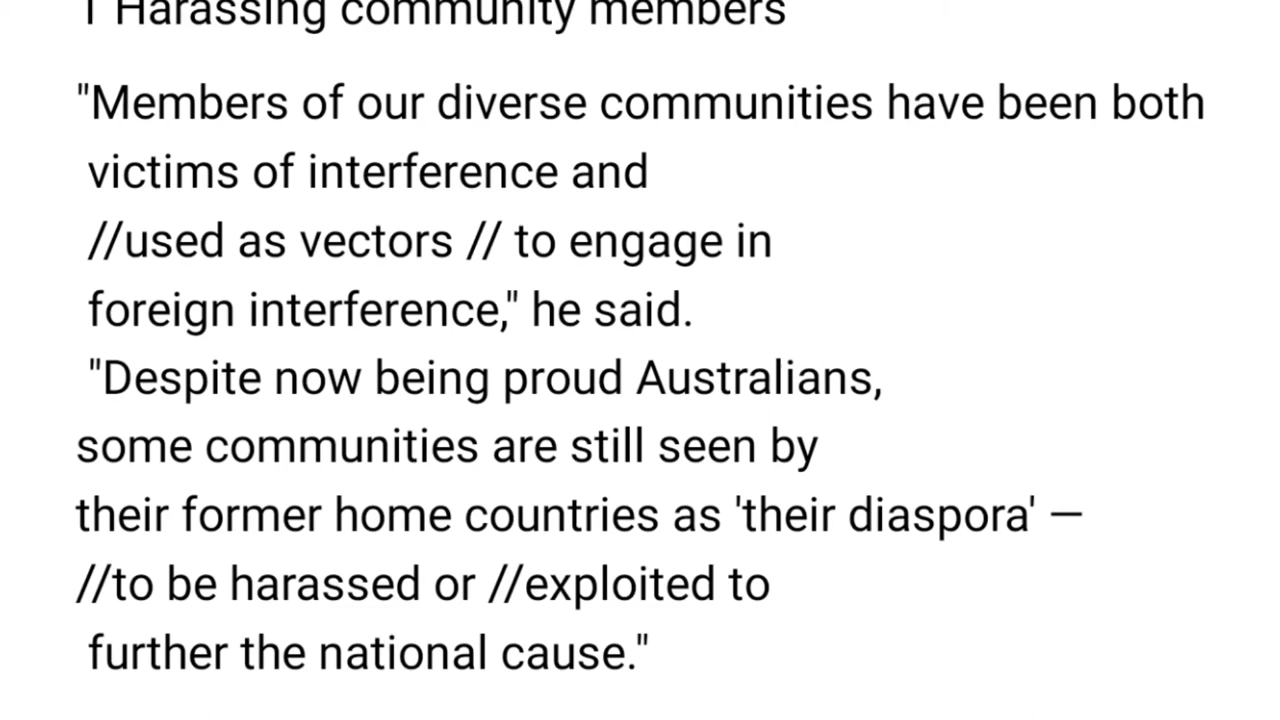 1 Harassing community members
"Members of our diverse communities have been both
victims of interference and
//used as vectors // to engage in
foreign interference," he said.
"Despite now being proud Australians,
some communities are still seen by
their former home countries as 'their diaspora' —
//to be harassed or //exploited to
further the national cause."